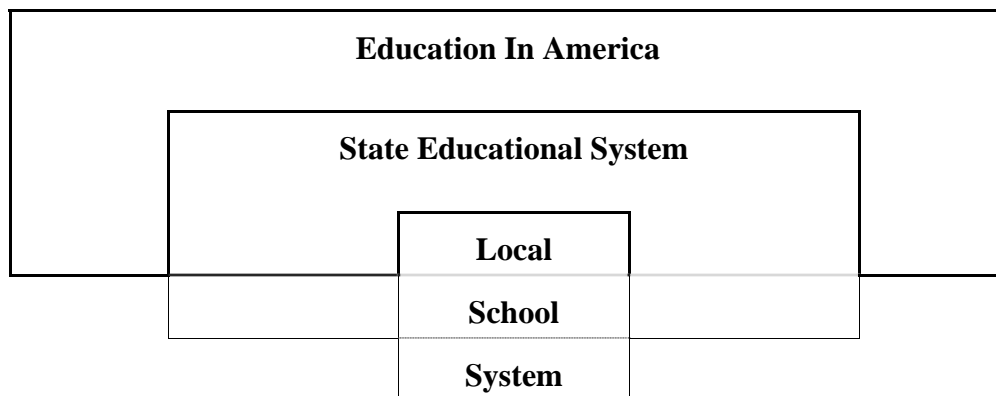 Education In America
State Educational System
Local
School
System